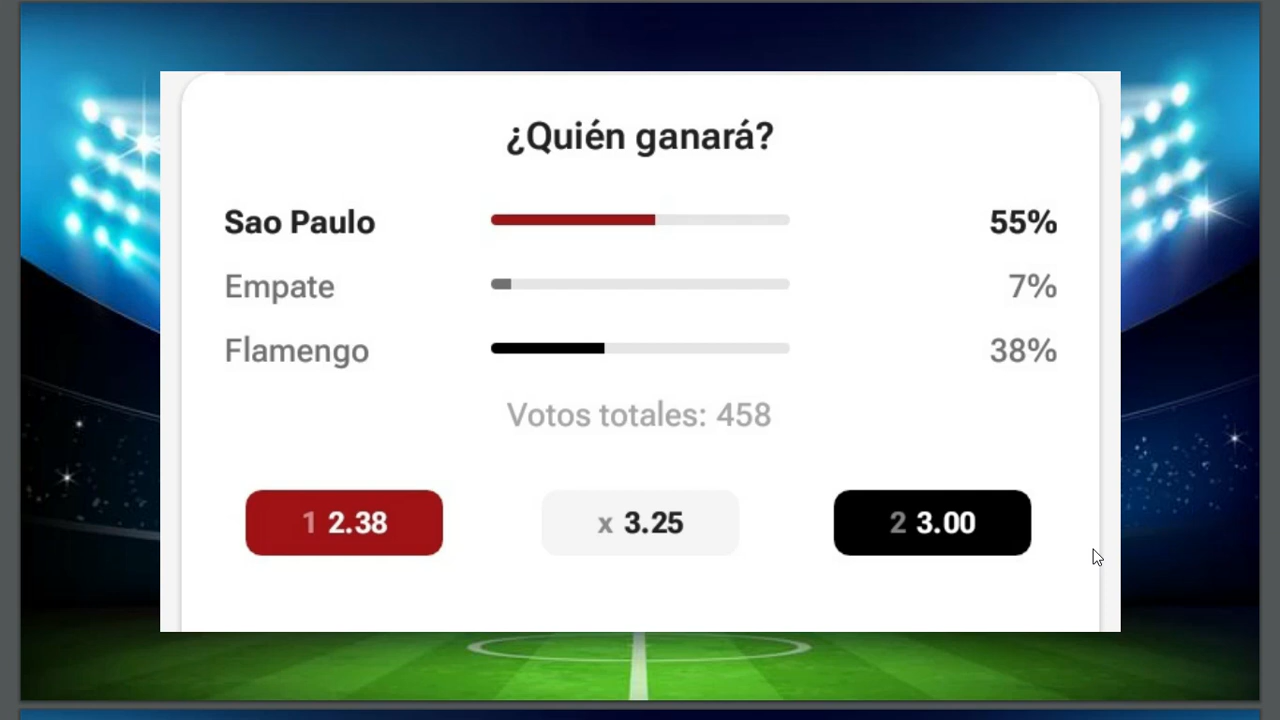 ¿Quién ganará?
Sao Paulo 55%
Empate 7%
Flamengo 38%
Votos totales: 458
1 2.38 x 3.25 2 3.00